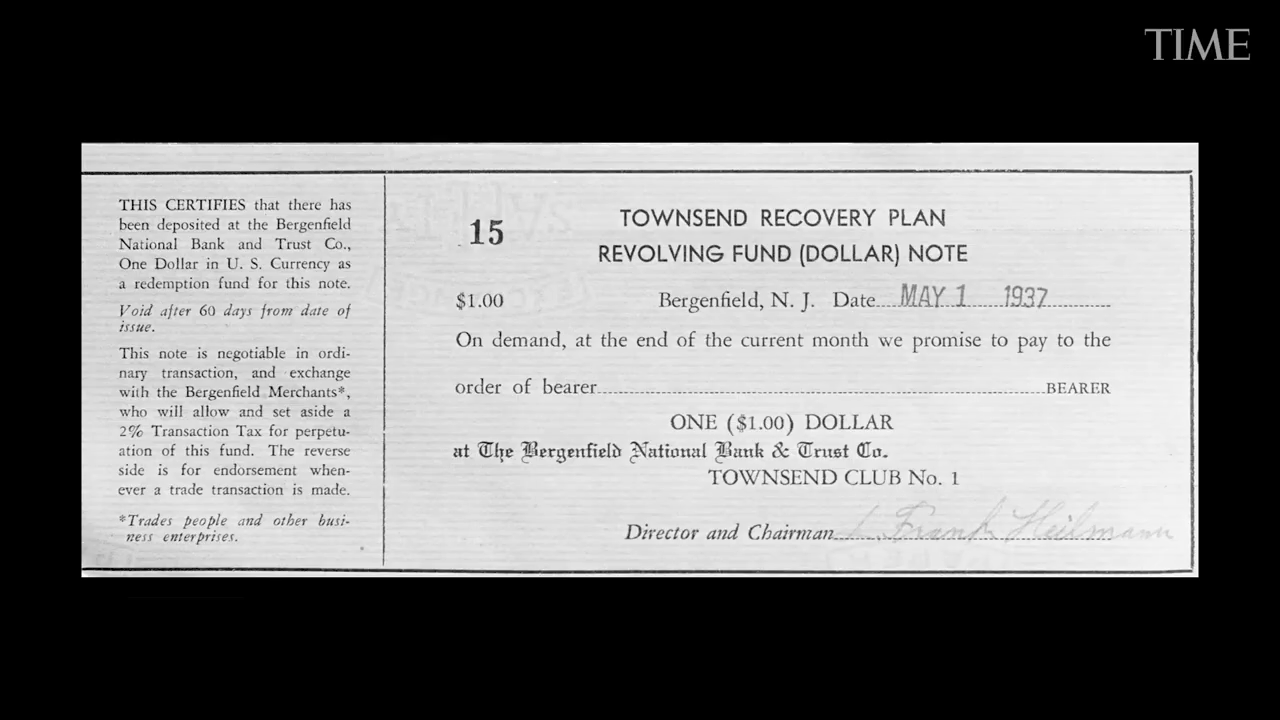 TIME
THIS CERTIFIES that there has
been deposited at the Bergenfield
National Bank and Trust Co.,
One Dollar in U. S. Currency as
a redemption fund for this note.
Void after 60 days from date of
issue.
This note is negotiable in ordi-
nary transaction, and exchange
with the Bergenfield Merchants*,
who will allow and set aside a
2% Transaction Tax for perpetu-
ation of this fund. The reverse
side is for endorsement when-
ever a trade transaction is made.
*Trades people and other busi-
ness enterprises.
15
TOWNSEND RECOVERY PLAN
REVOLVING FUND (DOLLAR) NOTE
$1.00 Bergenfield, N. J. Date MAY 1 1937
On demand, at the end of the current month we promise to pay to the
order of bearer BEARER
ONE ($1.00) DOLLAR
at The Bergenfield National Bank & Trust Co.
TOWNSEND CLUB No. 1
Director and Chairman Frank Heilmann